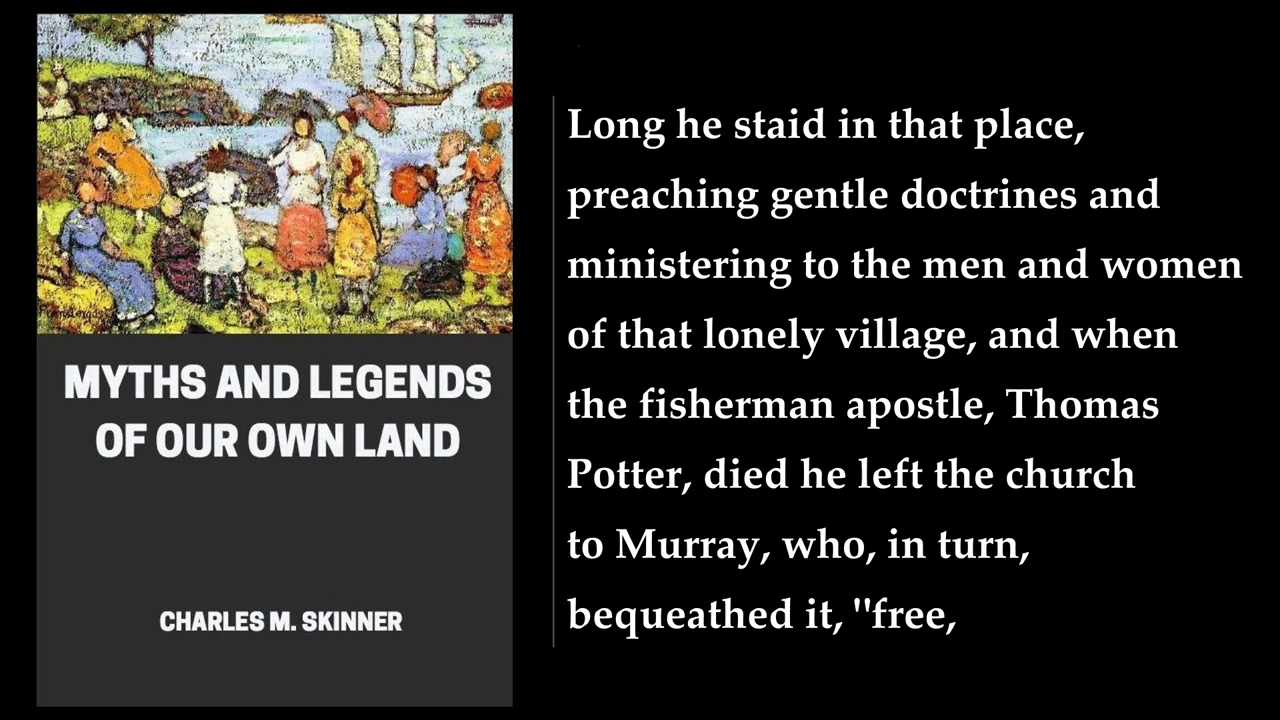 MYTHS AND LEGENDS
OF OUR OWN LAND
CHARLES M. SKINNER
Long he staid in that place,
preaching gentle doctrines and
ministering to the men and women
of that lonely village, and when
the fisherman apostle, Thomas
Potter, died he left the church
to Murray, who, in turn,
bequeathed it, "free,